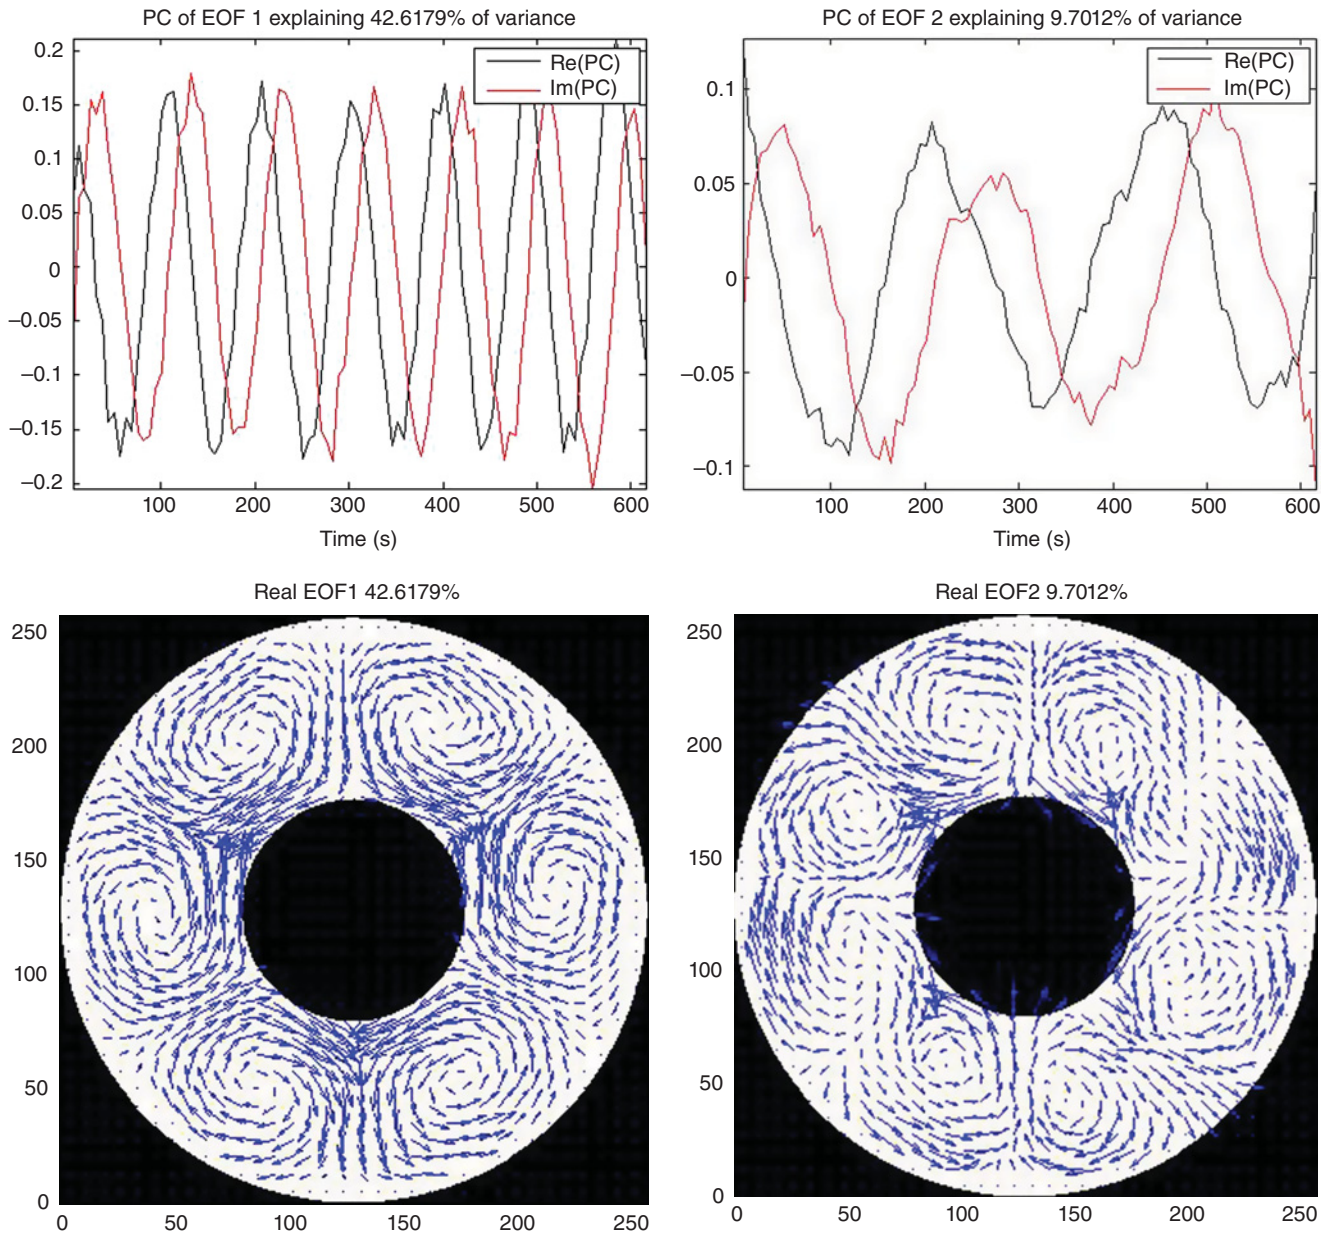 PC of EOF 1 explaining 42.6179% of variance
0.2
0.15
0.1
0.05
0
−0.05
−0.1
−0.15
−0.2
Re(PC)
Im(PC)
100 200 300 400 500 600
Time (s)
PC of EOF 2 explaining 9.7012% of variance
0.1
0.05
0
−0.05
−0.1
Re(PC)
Im(PC)
100 200 300 400 500 600
Time (s)
Real EOF1 42.6179%
250
200
150
100
50
0
0 50 100 150 200 250
Real EOF2 9.7012%
250
200
150
100
50
0
0 50 100 150 200 250